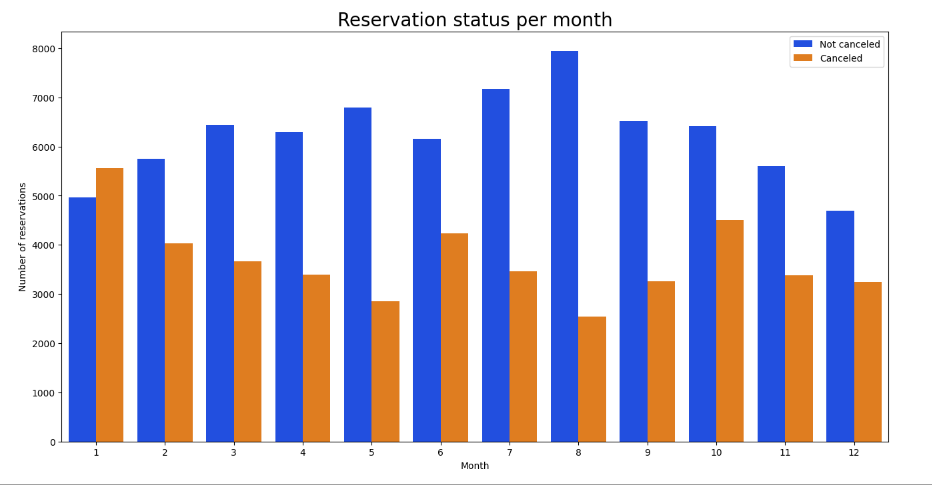 Reservation status per month
Not canceled
Canceled
8000
7000
6000
5000
4000
3000
2000
1000
0
Number of reservations
1 2 3 4 5 6 7 8 9 10 11 12
Month